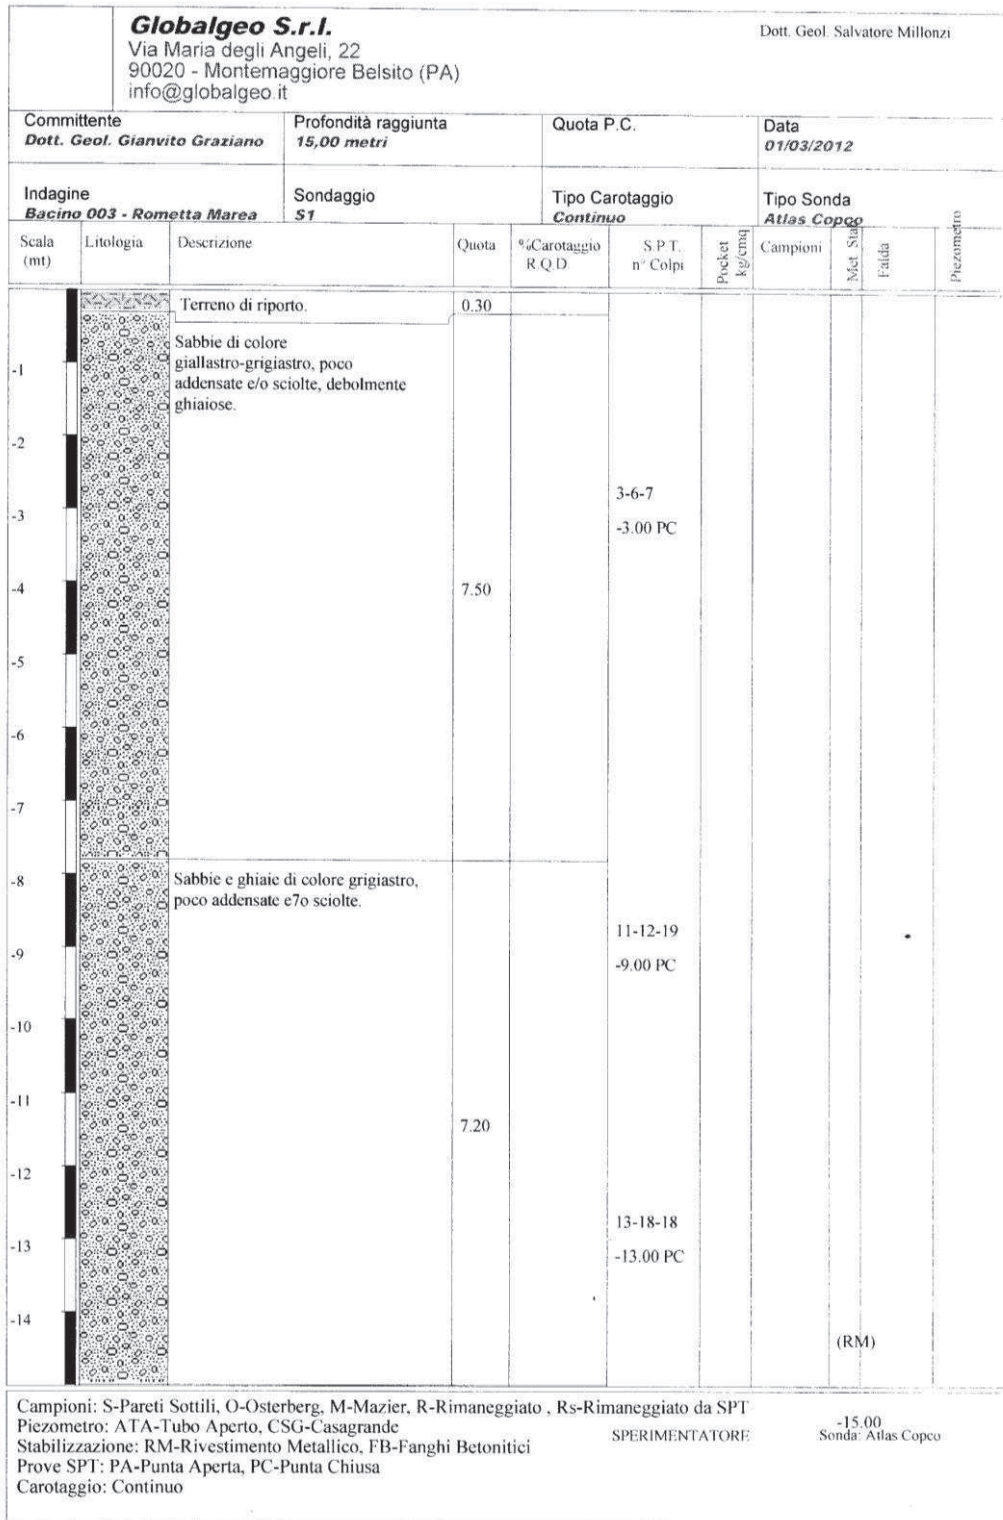 Globalgeo S.r.l.
Via Maria degli Angeli, 22
90020 - Montemaggiore Belsito (PA)
info@globalgeo.it
Dott. Geol. Salvatore Millonzi
Committente
Dott. Geol. Gianvito Graziano
Profondità raggiunta
15,00 metri
Quota P.C.
Data
01/03/2012
Indagine
Bacino 003 - Rometta Marea
Sondaggio
S1
Tipo Carotaggio
Continuo
Tipo Sonda
Atlas Copco
Scala
(mt)
Litologia
Descrizione
Quota
%Carotaggio
R.Q.D.
S.P.T.
n° Colpi
Pocket
kg/cmq
Campioni
Met. Stab
Falda
Piezometro
Terreno di riporto.
0.30
Sabbie di colore
giallastro-grigiastro, poco
addensate e/o sciolte, debolmente
ghiaiose.
-1
-2
3-6-7
-3
-3.00 PC
-4
7.50
-5
-6
-7
-8
Sabbie e ghiaie di colore grigiastro,
poco addensate e7o sciolte.
11-12-19
-9
-9.00 PC
-10
-11
7.20
-12
13-18-18
-13
-13.00 PC
-14
(RM)
Campioni: S-Pareti Sottili, O-Osterberg, M-Mazier, R-Rimaneggiato , Rs-Rimaneggiato da SPT
Piezometro: ATA-Tubo Aperto, CSG-Casagrande
Stabilizzazione: RM-Rivestimento Metallico, FB-Fanghi Betonitici
Prove SPT: PA-Punta Aperta, PC-Punta Chiusa
Carotaggio: Continuo
SPERIMENTATORE
-15.00
Sonda: Atlas Copco